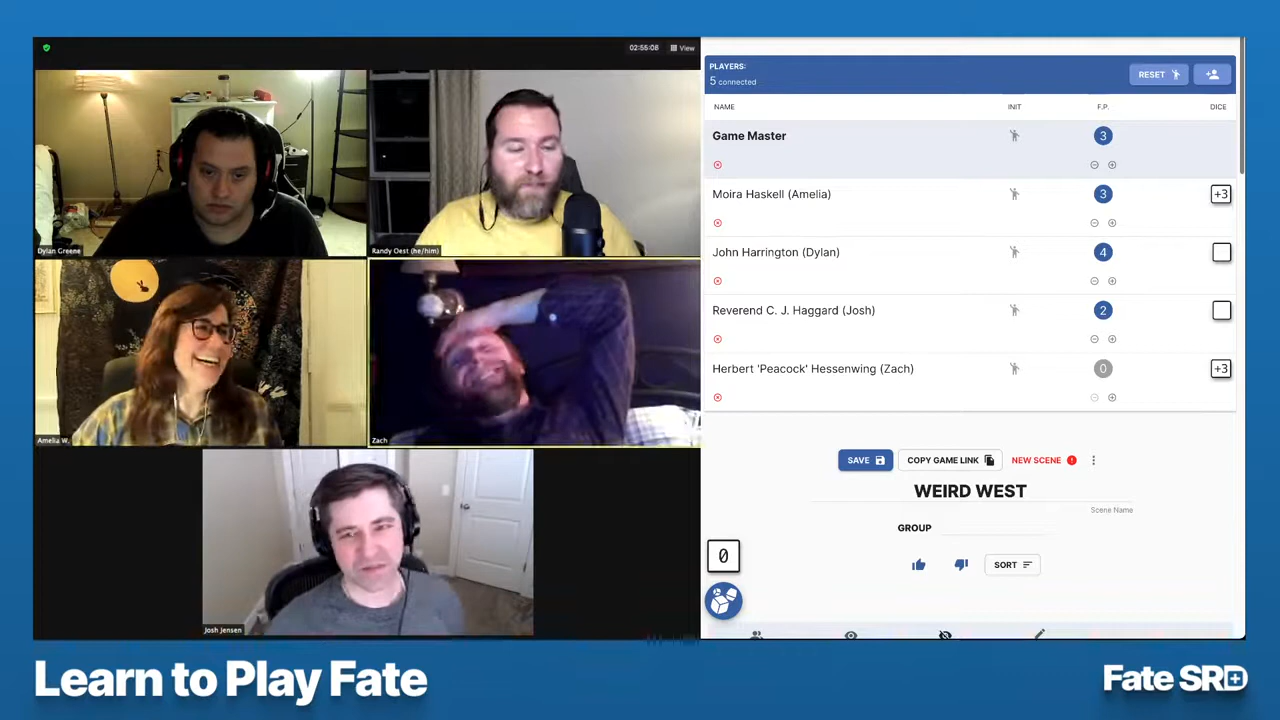 02:55:08
View
Dylan Greene
Randy Oest (he/him)
Amelia W.
Zach
Josh Jensen
PLAYERS:
5 connected
RESET
NAME INIT F.P. DICE
Game Master 3
Moira Haskell (Amelia) 3 +3
John Harrington (Dylan) 4
Reverend C. J. Haggard (Josh) 2
Herbert 'Peacock' Hessenwing (Zach) 0 +3
SAVE COPY GAME LINK NEW SCENE
WEIRD WEST
Scene Name
GROUP
0
SORT
Learn to Play Fate
Fate SRD